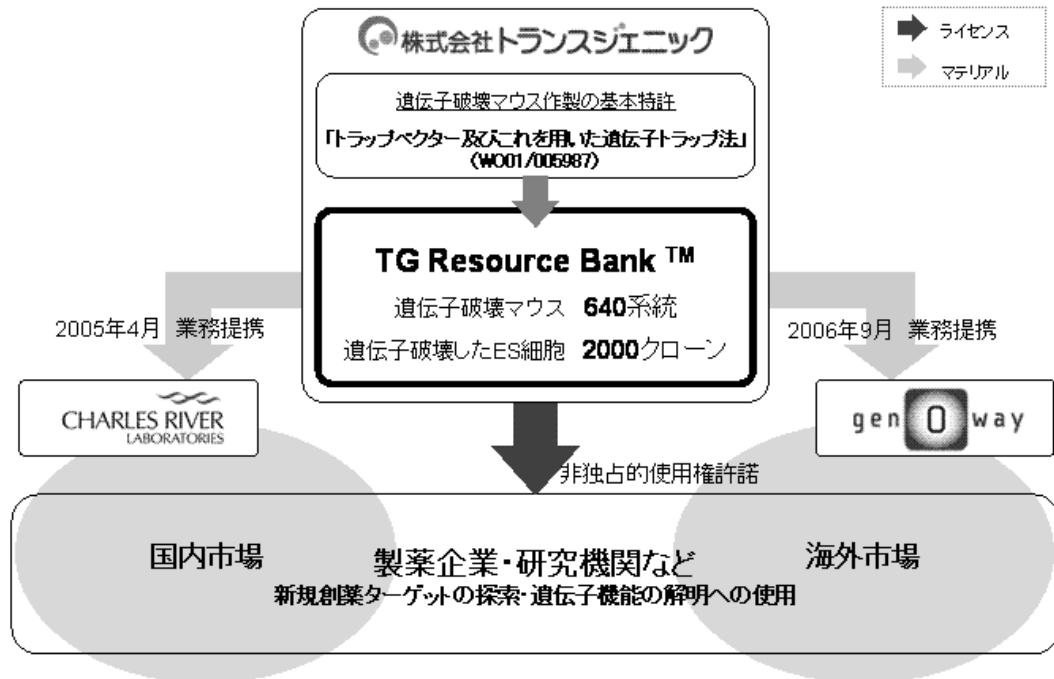 株式会社トランスジェニック
ライセンス
マテリアル
遺伝子破壊マウス作製の基本特許
「トラップベクター及びこれを用いた遺伝子トラップ法」
(WO01/005987)
TG Resource Bank ™
遺伝子破壊マウス 640系統
遺伝子破壊したES細胞 2000クローン
2005年4月 業務提携
2006年9月 業務提携
CHARLES RIVER
LABORATORIES
gen O way
非独占的使用権許諾
国内市場
製薬企業・研究機関など
海外市場
新規創薬ターゲットの探索・遺伝子機能の解明への使用